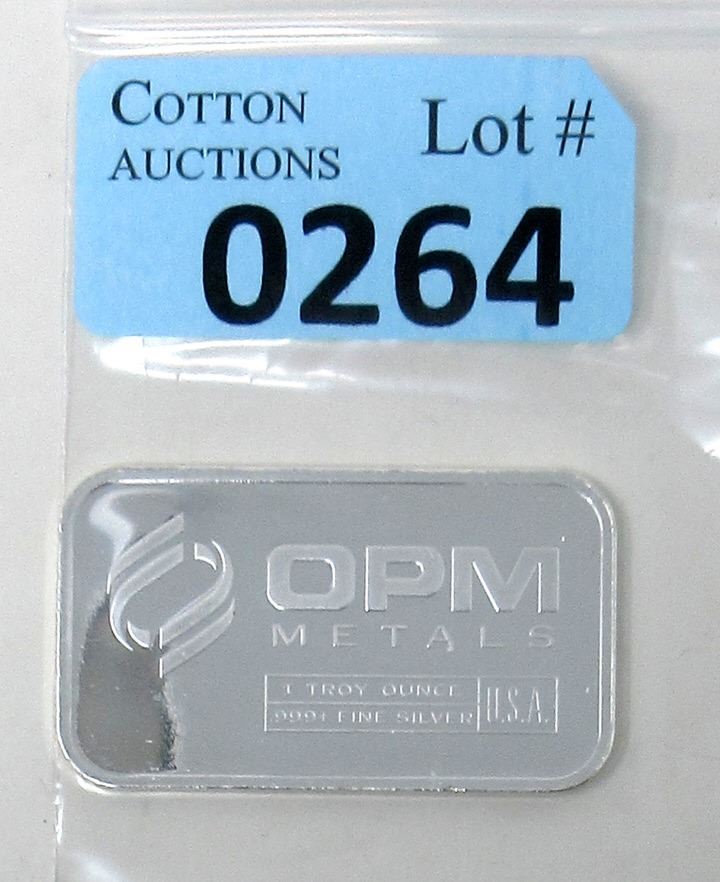 COTTON
AUCTIONS
Lot #
0264
OPM
METALS
1 TROY OUNCE
999+ FINE SILVER
U.S.A.